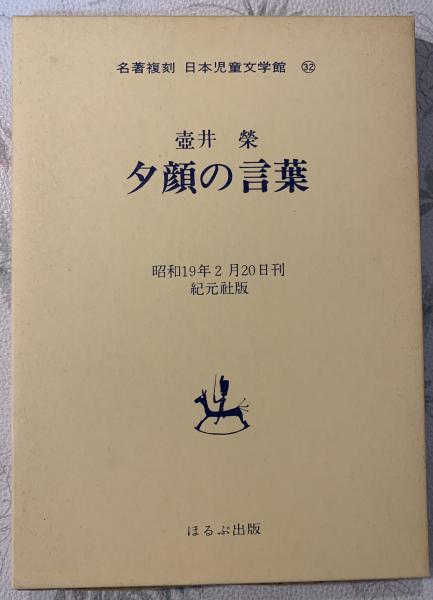 名著複刻 日本児童文学館 ㉜
壺井 榮
夕顔の言葉
昭和19年2月20日刊
紀元社版
ほるぷ出版